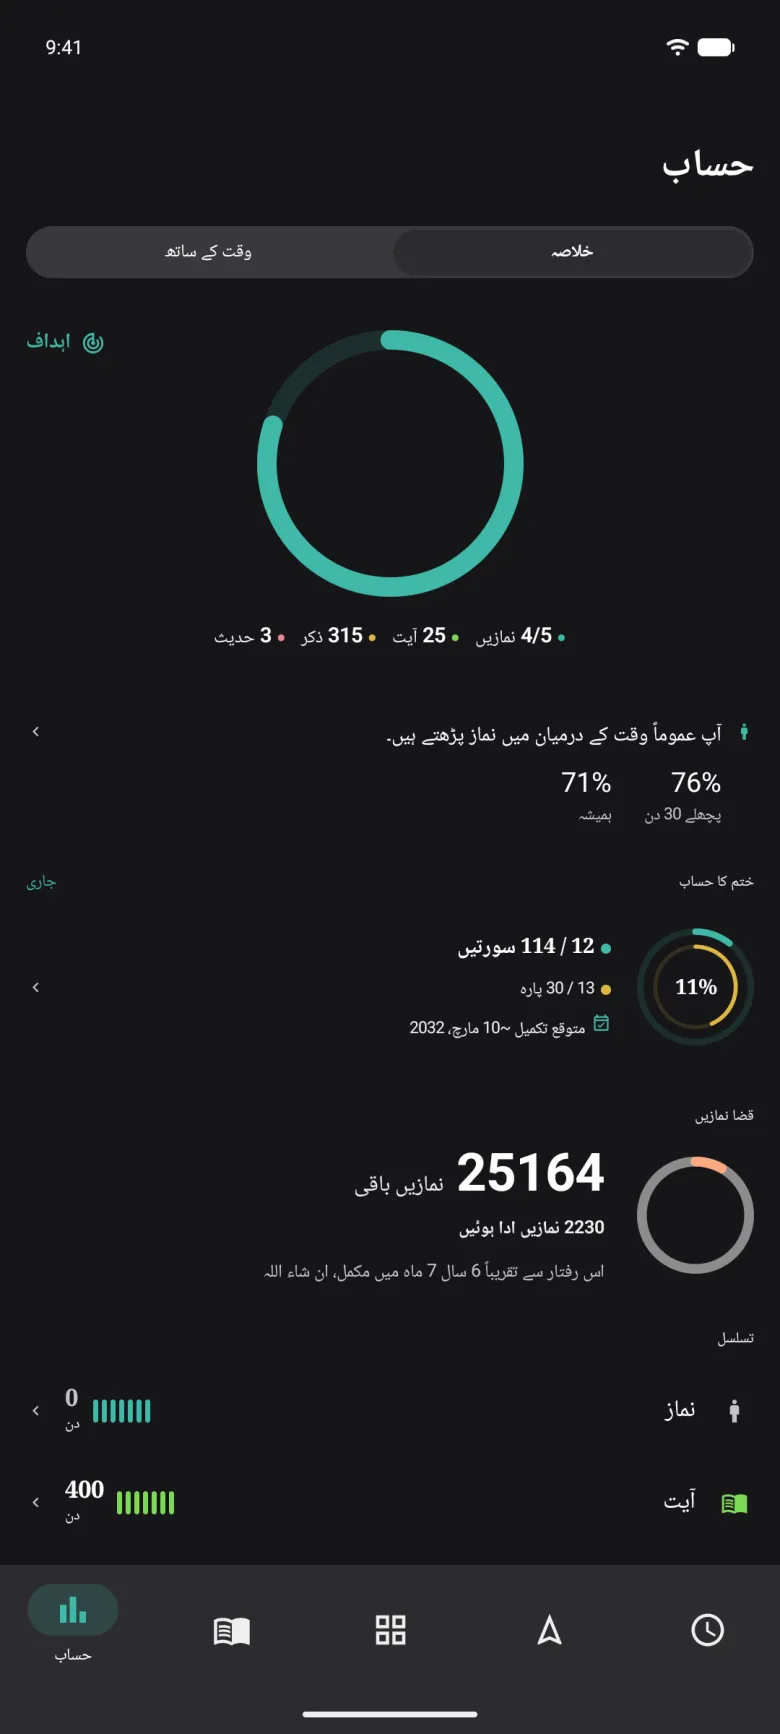 9:41
حساب
خلاصہ
وقت کے ساتھ
اہداف
4/5 نمازیں
25 آیت
315 ذکر
3 حدیث
آپ عموماً وقت کے درمیان میں نماز پڑھتے ہیں۔
76%
71%
پچھلے 30 دن
ہمیشہ
ختم کا حساب
جاری
11%
12 / 114 سورتیں
13 / 30 پارہ
متوقع تکمیل ~10 مارچ، 2032
قضا نمازیں
25164 نمازیں باقی
2230 نمازیں ادا ہوئیں
اس رفتار سے تقریباً 6 سال 7 ماہ میں مکمل، ان شاء اللہ
تسلسل
نماز
0
دن
آیت
400
دن
حساب